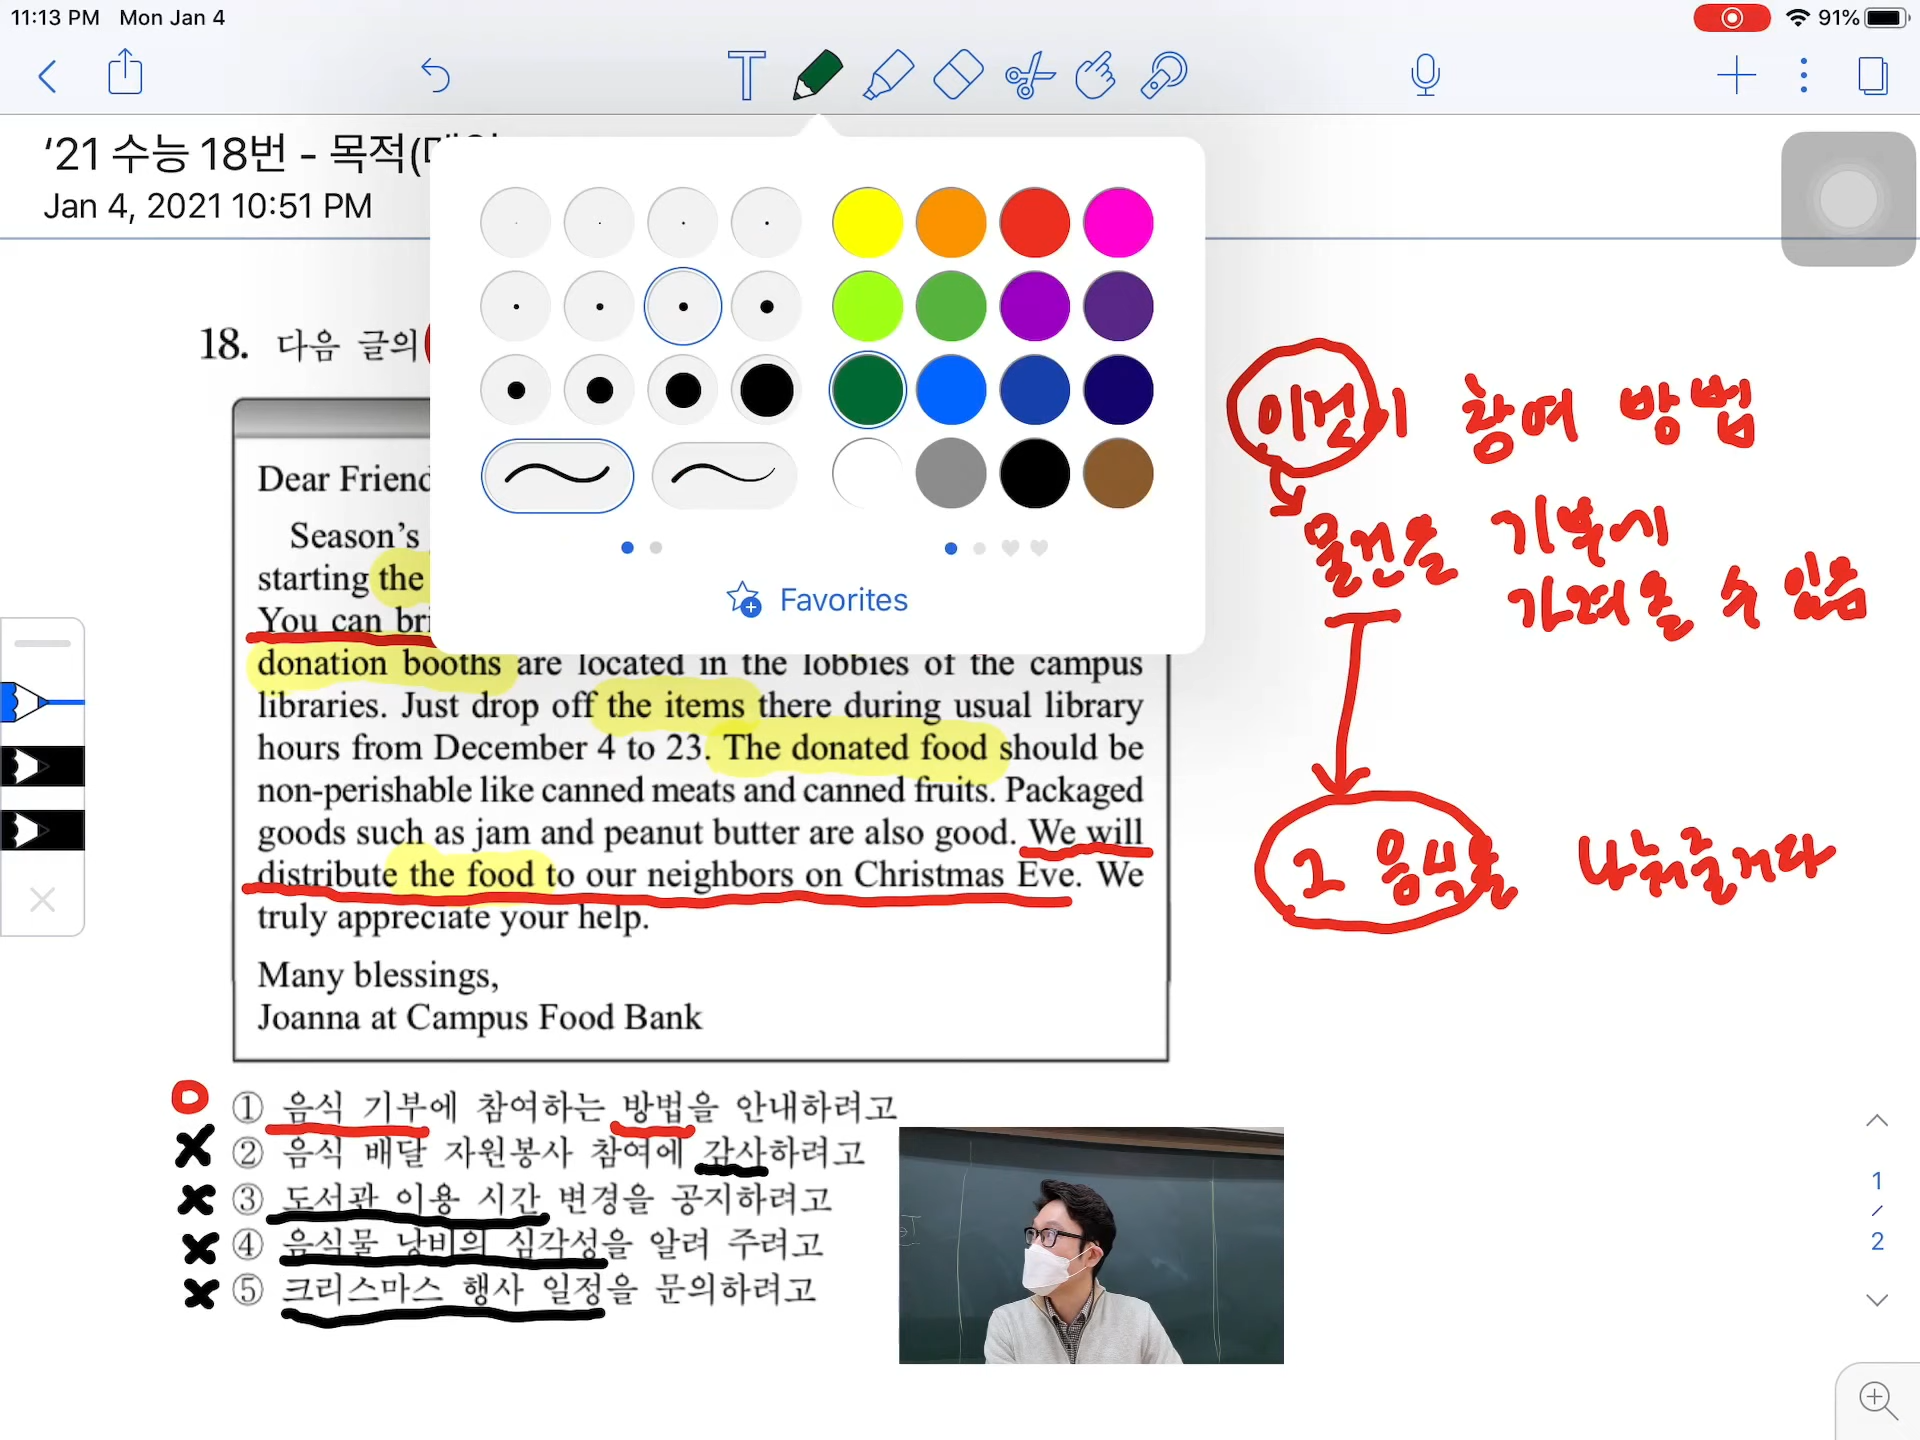 11:13 PM Mon Jan 4
91%
‘21 수능 18번 - 목적(
Jan 4, 2021 10:51 PM
18. 다음 글의
Dear Friend
Season’s
starting the
You can bri
Favorites
donation booths are located in the lobbies of the campus
libraries. Just drop off the items there during usual library
hours from December 4 to 23. The donated food should be
non-perishable like canned meats and canned fruits. Packaged
goods such as jam and peanut butter are also good. We will
distribute the food to our neighbors on Christmas Eve. We
truly appreciate your help.
Many blessings,
Joanna at Campus Food Bank
① 음식 기부에 참여하는 방법을 안내하려고
② 음식 배달 자원봉사 참여에 감사하려고
③ 도서관 이용 시간 변경을 공지하려고
④ 음식물 낭비의 심각성을 알려 주려고
⑤ 크리스마스 행사 일정을 문의하려고
이것이 참여 방법
물건을 기부에
가져올 수 있음
그 음식을 나눠줄거다
1
/
2